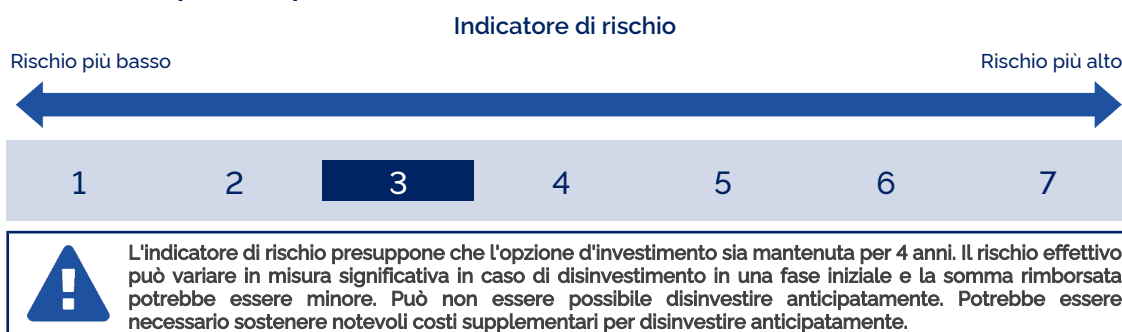 Indicatore di rischio
Rischio più basso Rischio più alto
1 2 3 4 5 6 7
L'indicatore di rischio presuppone che l'opzione d'investimento sia mantenuta per 4 anni. Il rischio effettivo
può variare in misura significativa in caso di disinvestimento in una fase iniziale e la somma rimborsata
potrebbe essere minore. Può non essere possibile disinvestire anticipatamente. Potrebbe essere
necessario sostenere notevoli costi supplementari per disinvestire anticipatamente.